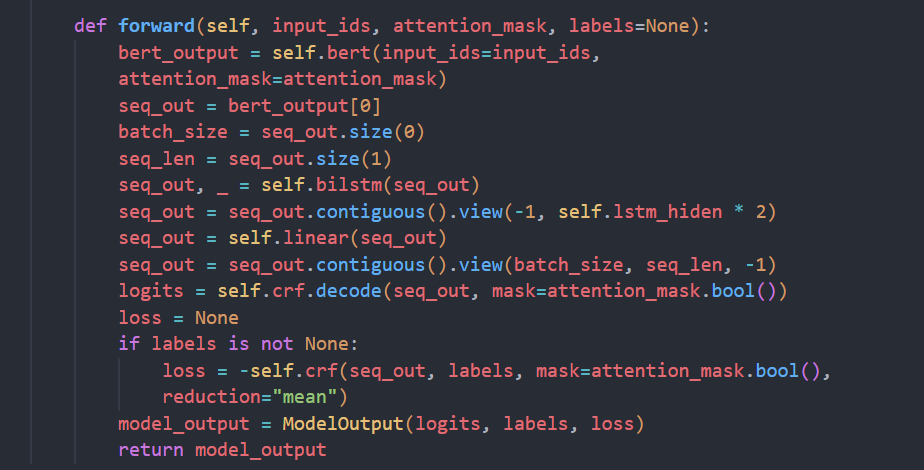 def forward(self, input_ids, attention_mask, labels=None):
bert_output = self.bert(input_ids=input_ids,
attention_mask=attention_mask)
seq_out = bert_output[0]
batch_size = seq_out.size(0)
seq_len = seq_out.size(1)
seq_out, _ = self.bilstm(seq_out)
seq_out = seq_out.contiguous().view(-1, self.lstm_hiden * 2)
seq_out = self.linear(seq_out)
seq_out = seq_out.contiguous().view(batch_size, seq_len, -1)
logits = self.crf.decode(seq_out, mask=attention_mask.bool())
loss = None
if labels is not None:
loss = -self.crf(seq_out, labels, mask=attention_mask.bool(),
reduction="mean")
model_output = ModelOutput(logits, labels, loss)
return model_output